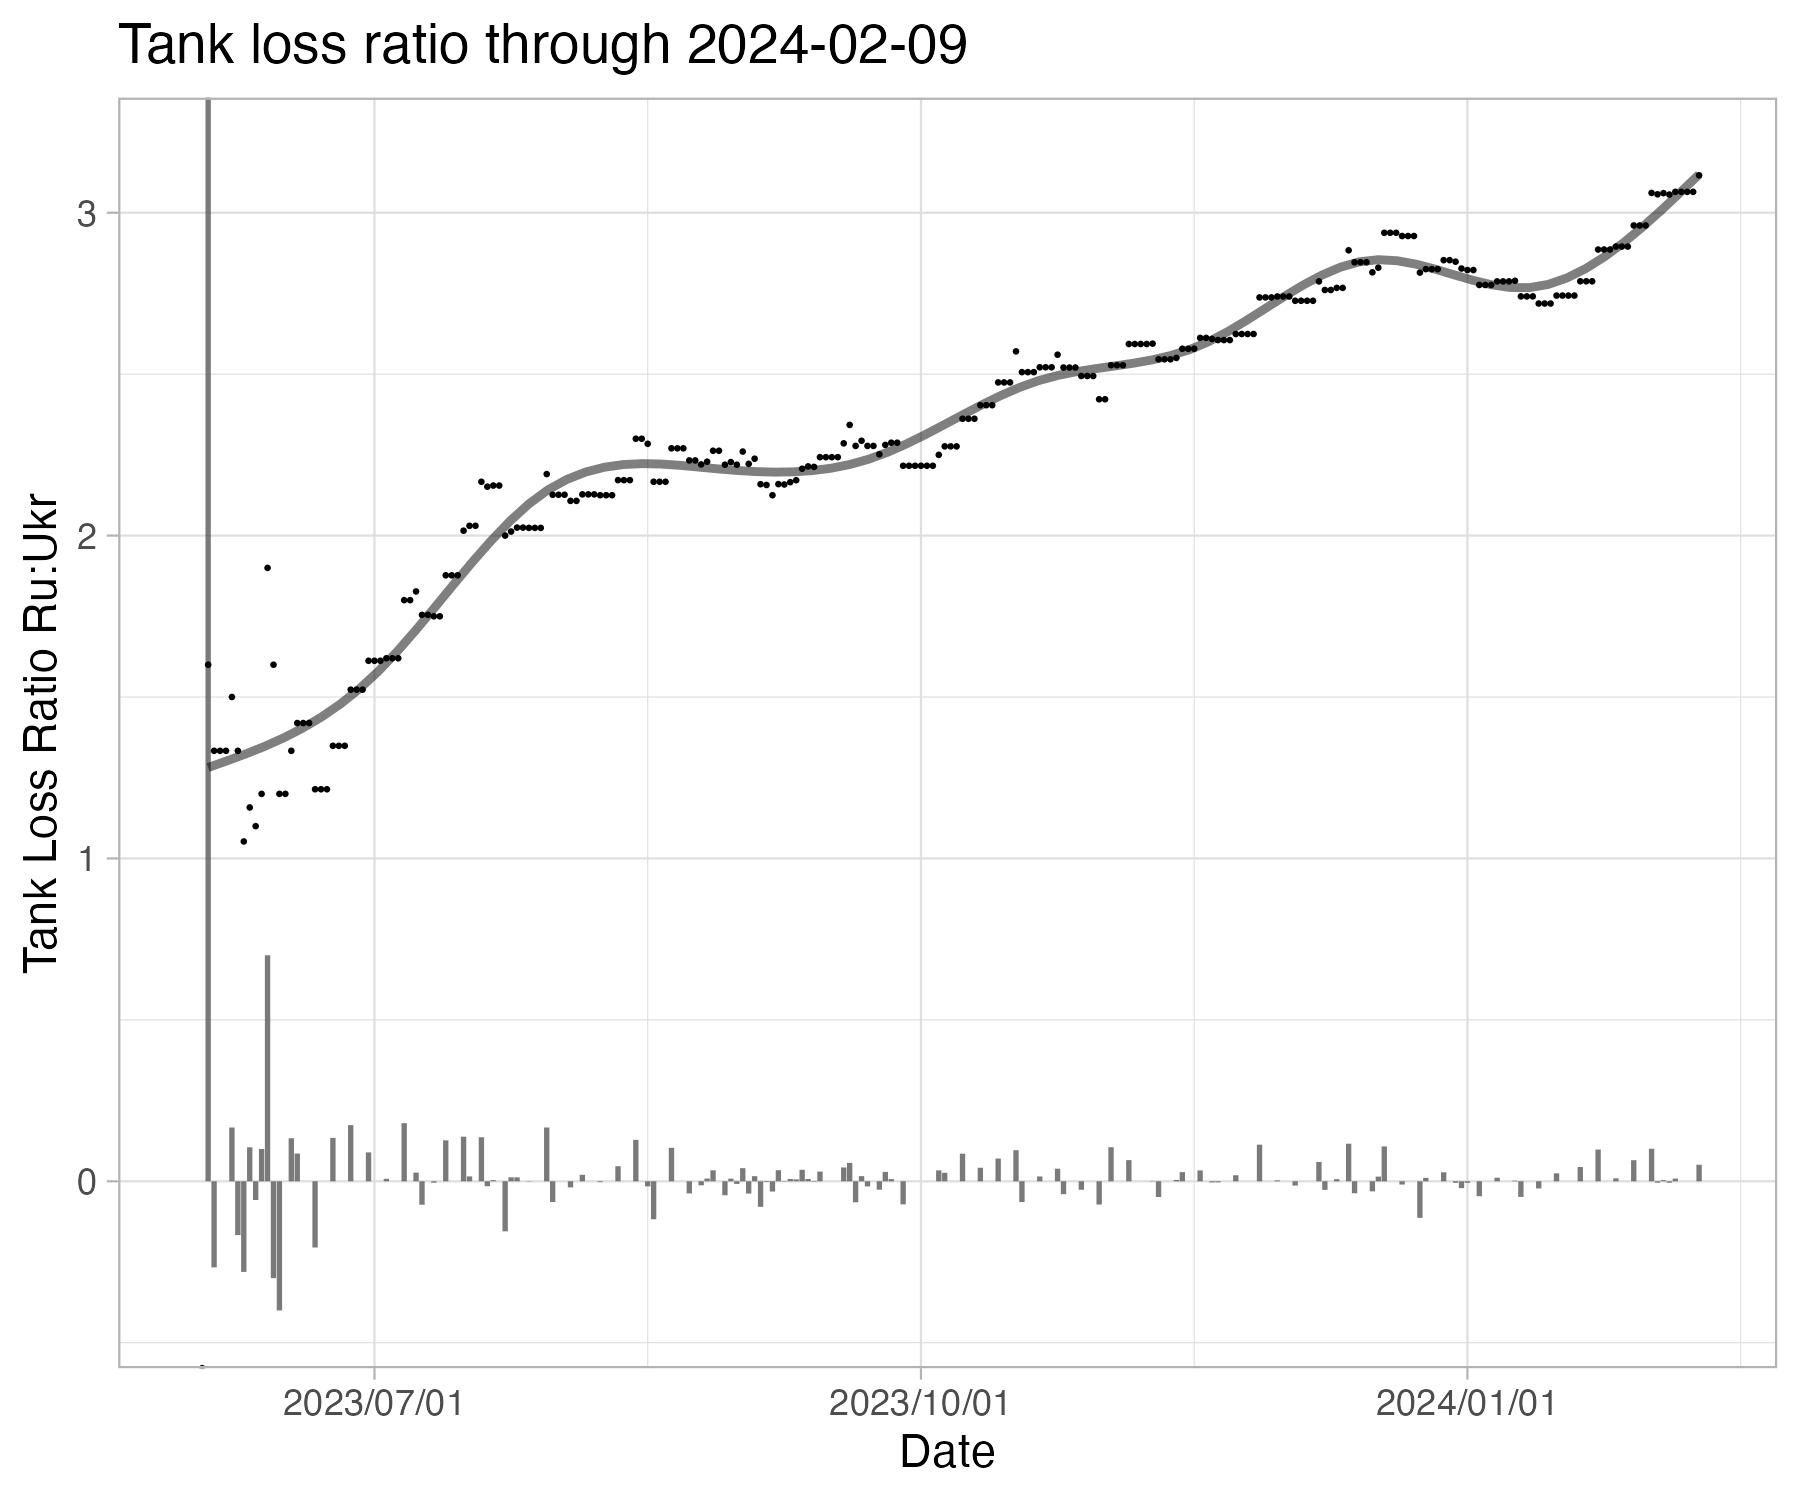 Tank loss ratio through 2024-02-09
Tank Loss Ratio Ru:Ukr
3
2
1
0
2023/07/01
2023/10/01
2024/01/01
Date